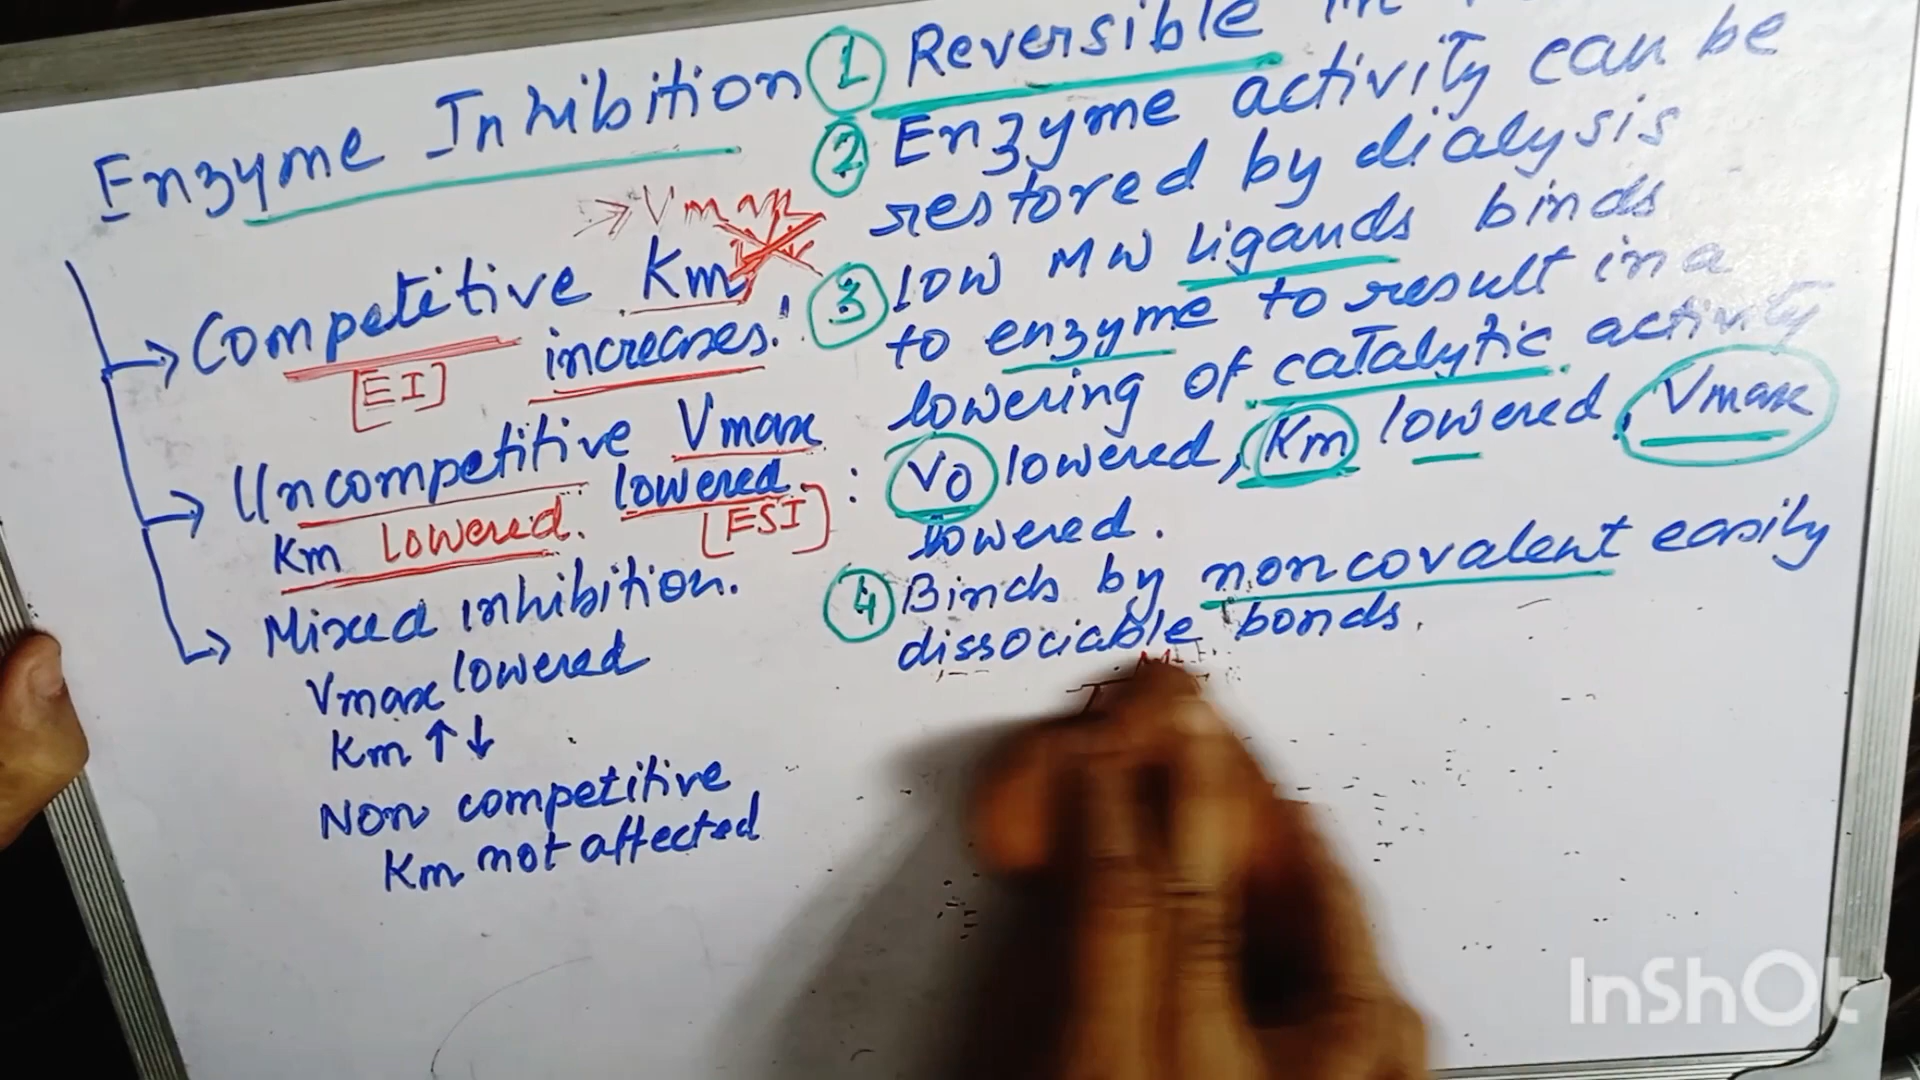 Enzyme Inhibition
→ Vmax
→ Competitive Km
[EI] increases.
→ Uncompetitive Vmax
Km lowered. lowered.
[ESI]
→ Mixed inhibition.
Vmax lowered
Km ↑↓
Non competitive
Km not affected
① Reversible
② Enzyme activity can be
restored by dialysis
③ low MW ligands binds
to enzyme to result in a
lowering of catalytic activity
: Vo lowered, Km lowered, Vmax
lowered.
④ Binds by noncovalent easily
dissociable bonds.
InShOt